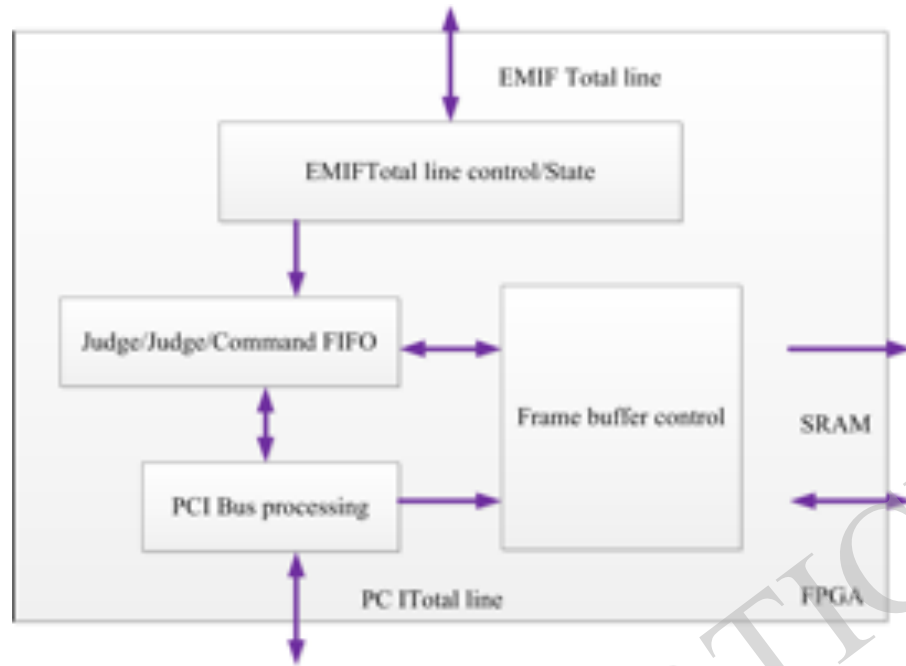 EMIF Total line
EMIFTotal line control/State
Judge/Judge/Command FIFO
Frame buffer control
SRAM
PCI Bus processing
PC ITotal line
FPGA